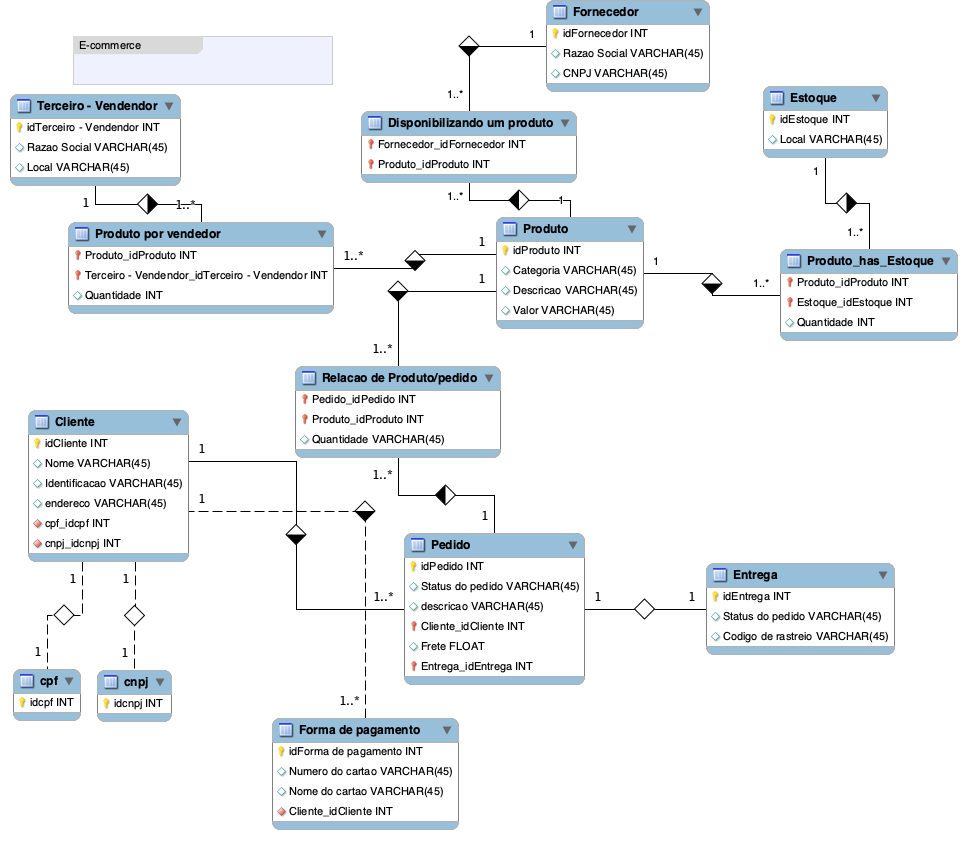 E-commerce
Fornecedor
idFornecedor INT
Razao Social VARCHAR(45)
CNPJ VARCHAR(45)
1
1..*
Terceiro - Vendendor
idTerceiro - Vendendor INT
Razao Social VARCHAR(45)
Local VARCHAR(45)
1
1..*
Disponibilizando um produto
Fornecedor_idFornecedor INT
Produto_idProduto INT
1..*
1
Estoque
idEstoque INT
Local VARCHAR(45)
1
1..*
Produto por vendedor
Produto_idProduto INT
Terceiro - Vendendor_idTerceiro - Vendendor INT
Quantidade INT
1..*
1
Produto
idProduto INT
Categoria VARCHAR(45)
Descricao VARCHAR(45)
Valor VARCHAR(45)
1
1..*
Produto_has_Estoque
Produto_idProduto INT
Estoque_idEstoque INT
Quantidade INT
1
1..*
Relacao de Produto/pedido
Pedido_idPedido INT
Produto_idProduto INT
Quantidade VARCHAR(45)
1..*
1
Cliente
idCliente INT
Nome VARCHAR(45)
Identificacao VARCHAR(45)
endereco VARCHAR(45)
cpf_idcpf INT
cnpj_idcnpj INT
1
1..*
1
1..*
1
1
1
1
Pedido
idPedido INT
Status do pedido VARCHAR(45)
descricao VARCHAR(45)
Cliente_idCliente INT
Frete FLOAT
Entrega_idEntrega INT
1
1
Entrega
idEntrega INT
Status do pedido VARCHAR(45)
Codigo de rastreio VARCHAR(45)
cpf
idcpf INT
cnpj
idcnpj INT
Forma de pagamento
idForma de pagamento INT
Numero do cartao VARCHAR(45)
Nome do cartao VARCHAR(45)
Cliente_idCliente INT